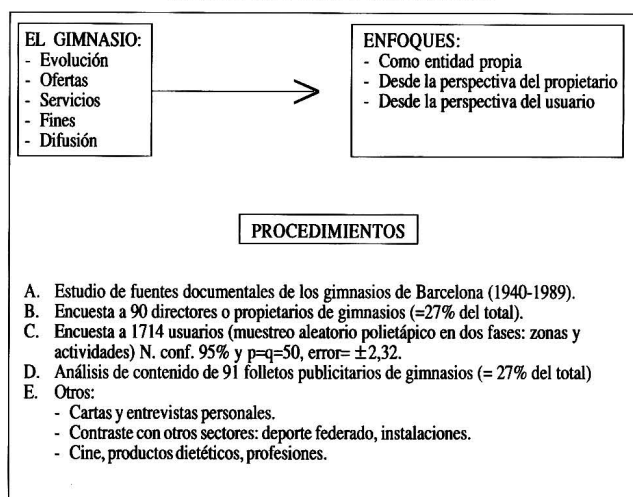 EL GIMNASIO:
- Evolución
- Ofertas
- Servicios
- Fines
- Difusión
ENFOQUES:
- Como entidad propia
- Desde la perspectiva del propietario
- Desde la perspectiva del usuario
PROCEDIMIENTOS
A. Estudio de fuentes documentales de los gimnasios de Barcelona (1940-1989).
B. Encuesta a 90 directores o propietarios de gimnasios (=27% del total).
C. Encuesta a 1714 usuarios (muestreo aleatorio polietápico en dos fases: zonas y
actividades) N. conf. 95% y p=q=50, error= ±2,32.
D. Análisis de contenido de 91 folletos publicitarios de gimnasios (= 27% del total)
E. Otros:
- Cartas y entrevistas personales.
- Contraste con otros sectores: deporte federado, instalaciones.
- Cine, productos dietéticos, profesiones.